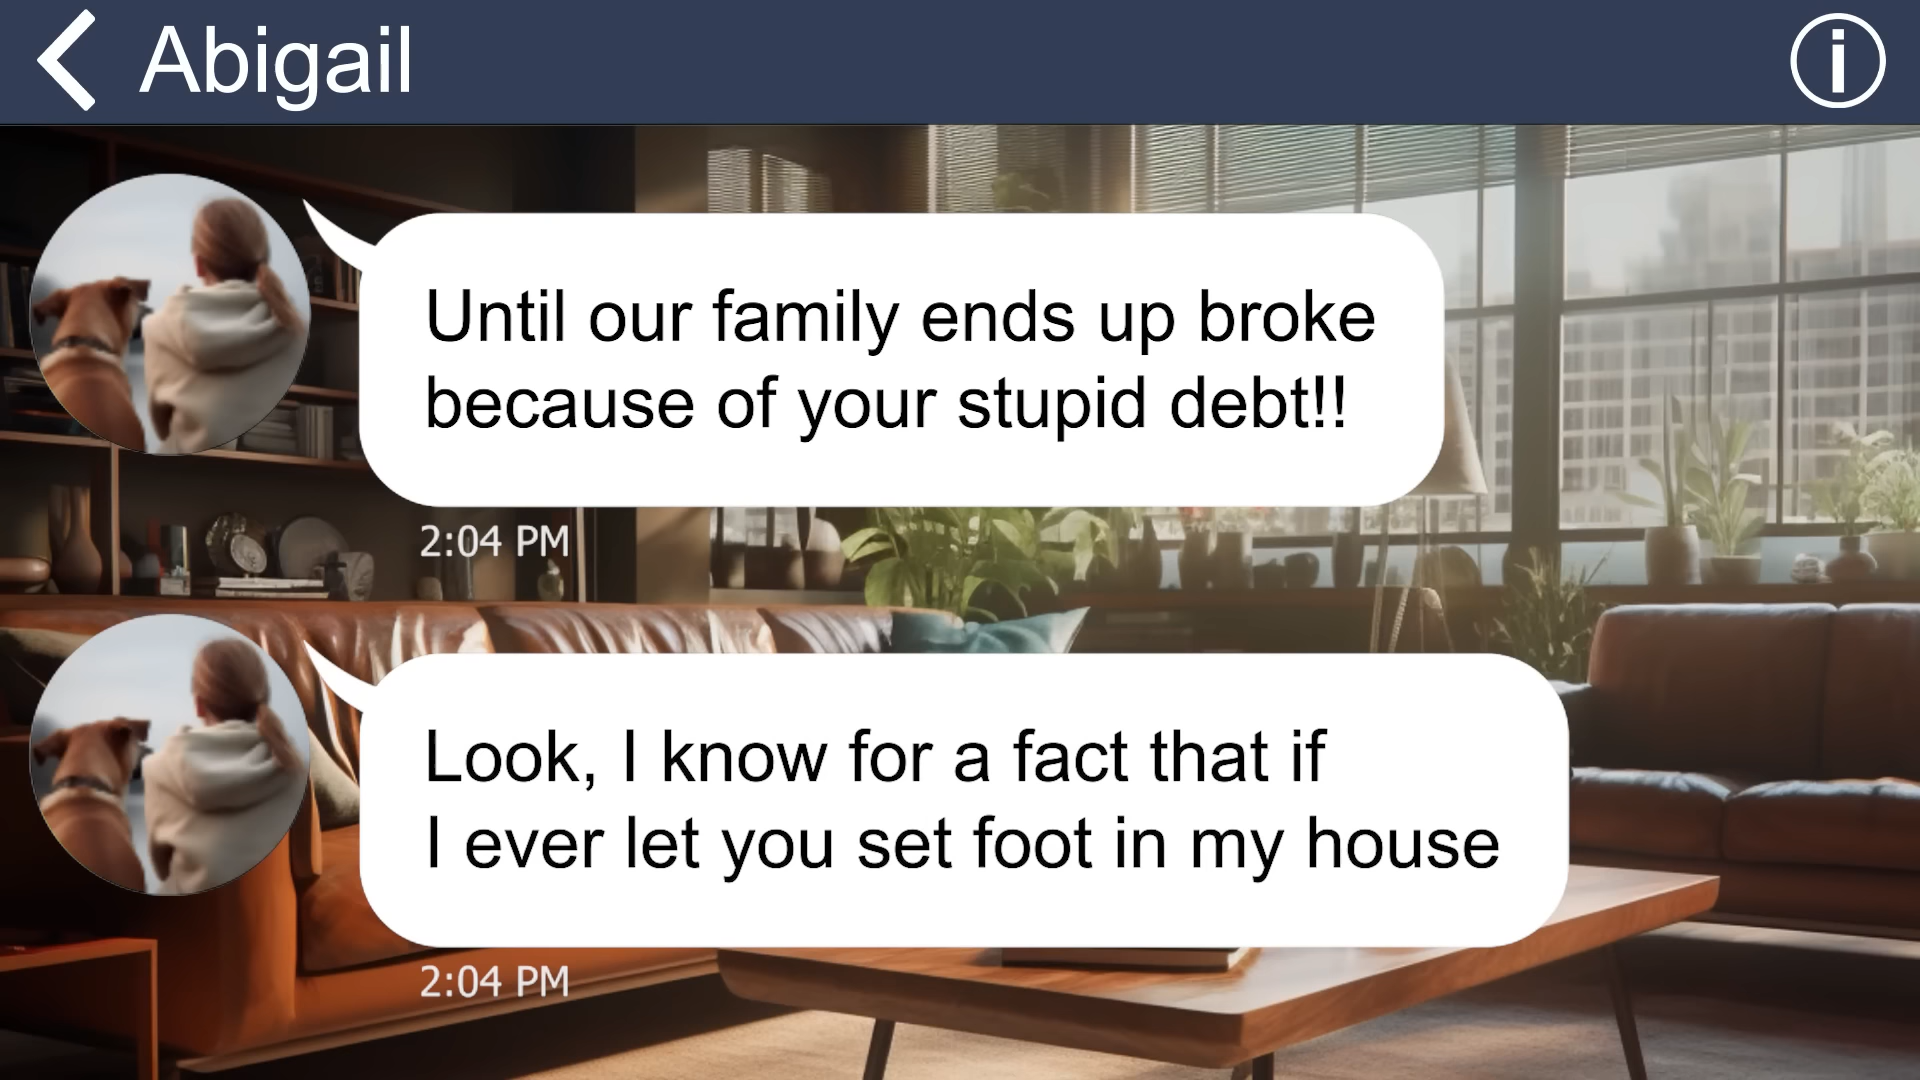 Abigail
Until our family ends up broke
because of your stupid debt!!
2:04 PM
Look, I know for a fact that if
I ever let you set foot in my house
2:04 PM